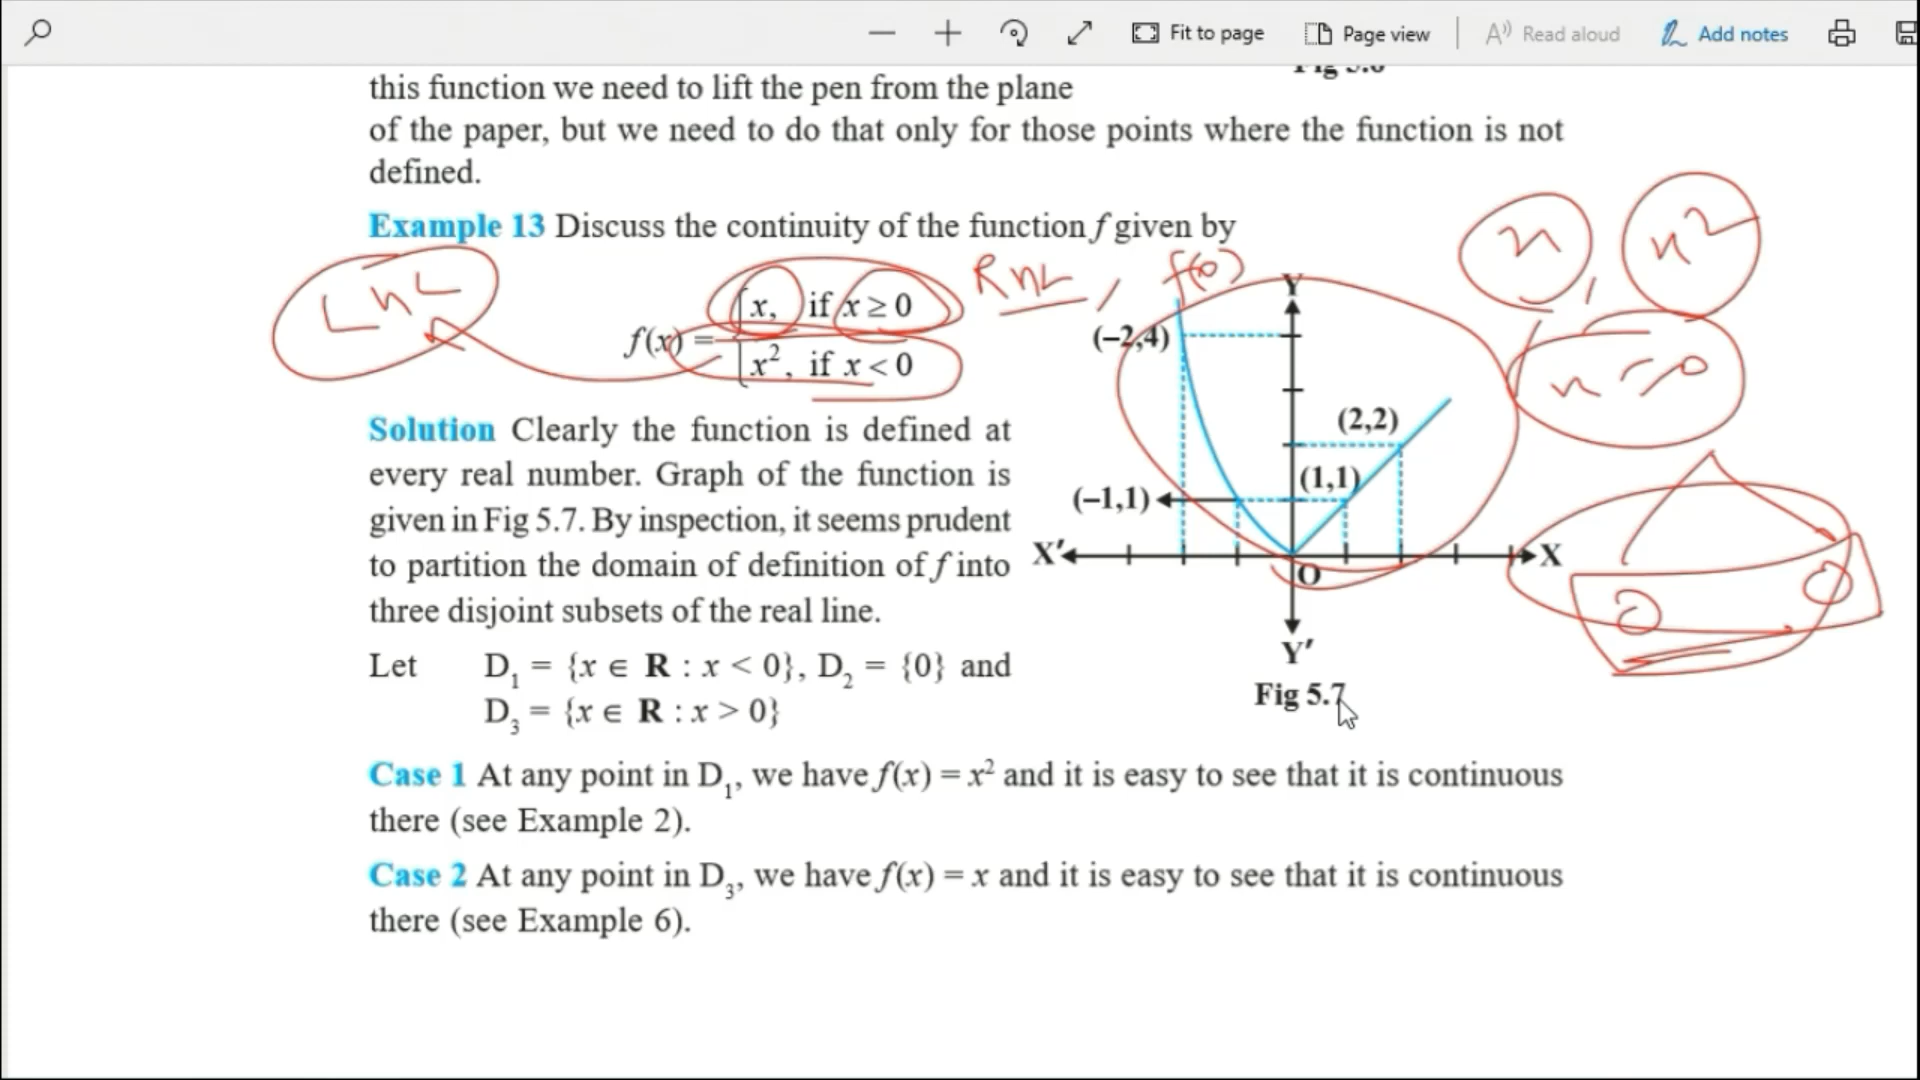 Fit to page
Page view
Read aloud
Add notes
this function we need to lift the pen from the plane
of the paper, but we need to do that only for those points where the function is not
defined.
Example 13 Discuss the continuity of the function f given by
f(x) = x, if x ≥ 0
x², if x < 0
RHL, f(0)
LHL
x, x²
Solution Clearly the function is defined at
every real number. Graph of the function is
given in Fig 5.7. By inspection, it seems prudent
to partition the domain of definition of f into
three disjoint subsets of the real line.
Let D₁ = {x ∈ R : x < 0}, D₂ = {0} and
D₃ = {x ∈ R : x > 0}
Y
(–2,4)
(2,2)
(1,1)
(–1,1)
X′ O X
Y′
Fig 5.7
Case 1 At any point in D₁, we have f(x) = x² and it is easy to see that it is continuous
there (see Example 2).
Case 2 At any point in D₃, we have f(x) = x and it is easy to see that it is continuous
there (see Example 6).